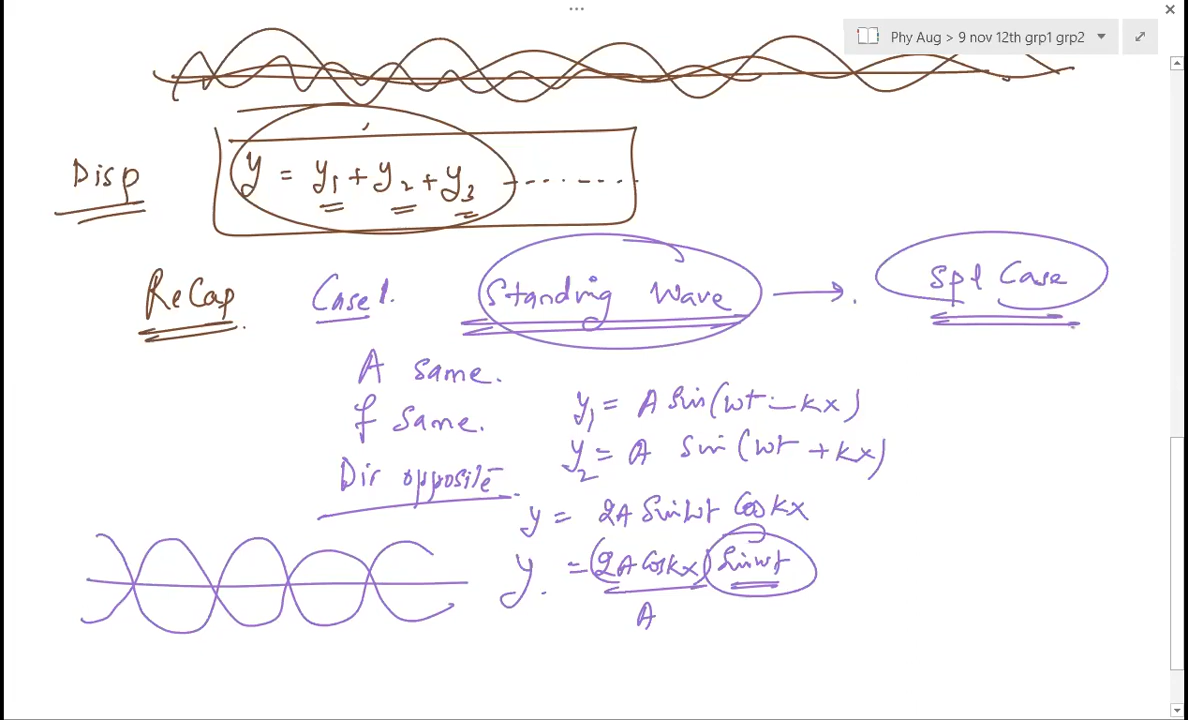 Phy Aug > 9 nov 12th grp1 grp2
Disp y = y₁ + y₂ + y₃ + -------
ReCap Case 1. Standing Wave → Spl Case
A same.
f same.
y₁ = A Sin(ωt - kx)
y₂ = A Sin (ωt + kx)
Dir opposite
y = 2A Sinωt Coskx
y = (2A Coskx) Sinωt
A